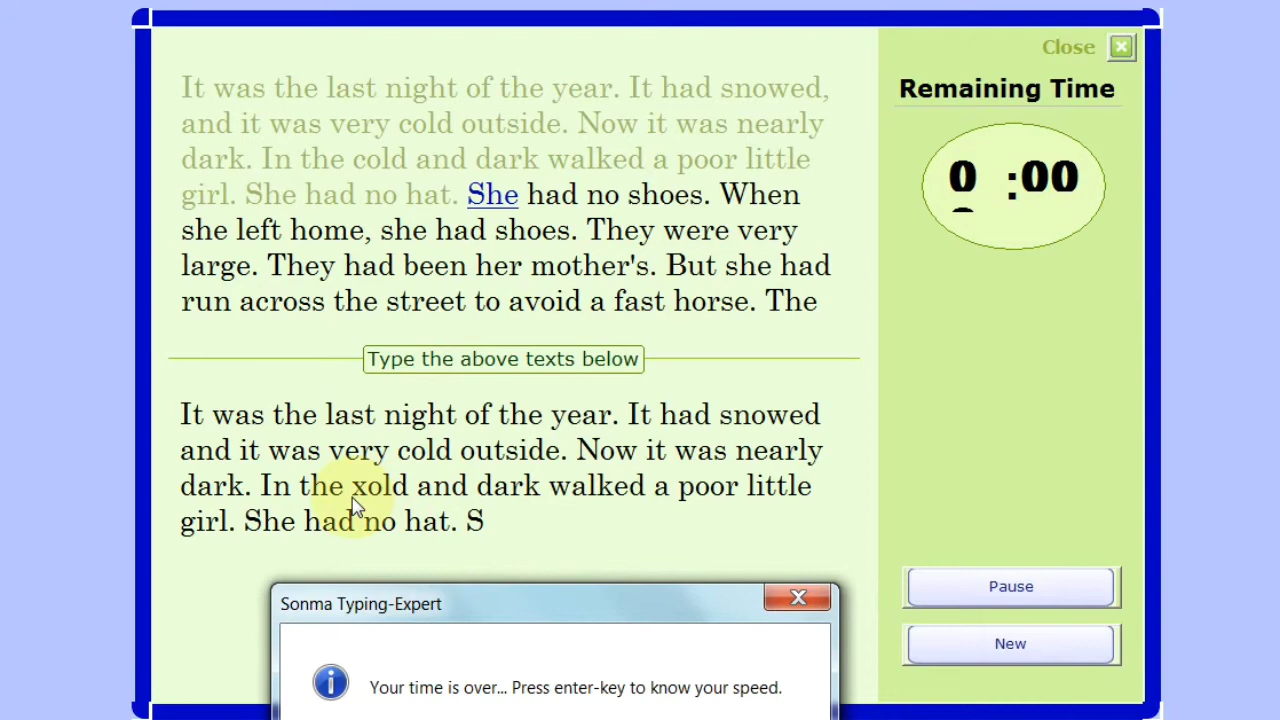 Close
Remaining Time
0 :00
It was the last night of the year. It had snowed,
and it was very cold outside. Now it was nearly
dark. In the cold and dark walked a poor little
girl. She had no hat. She had no shoes. When
she left home, she had shoes. They were very
large. They had been her mother's. But she had
run across the street to avoid a fast horse. The
Type the above texts below
It was the last night of the year. It had snowed
and it was very cold outside. Now it was nearly
dark. In the xold and dark walked a poor little
girl. She had no hat. S
Pause
New
Sonma Typing-Expert
Your time is over... Press enter-key to know your speed.